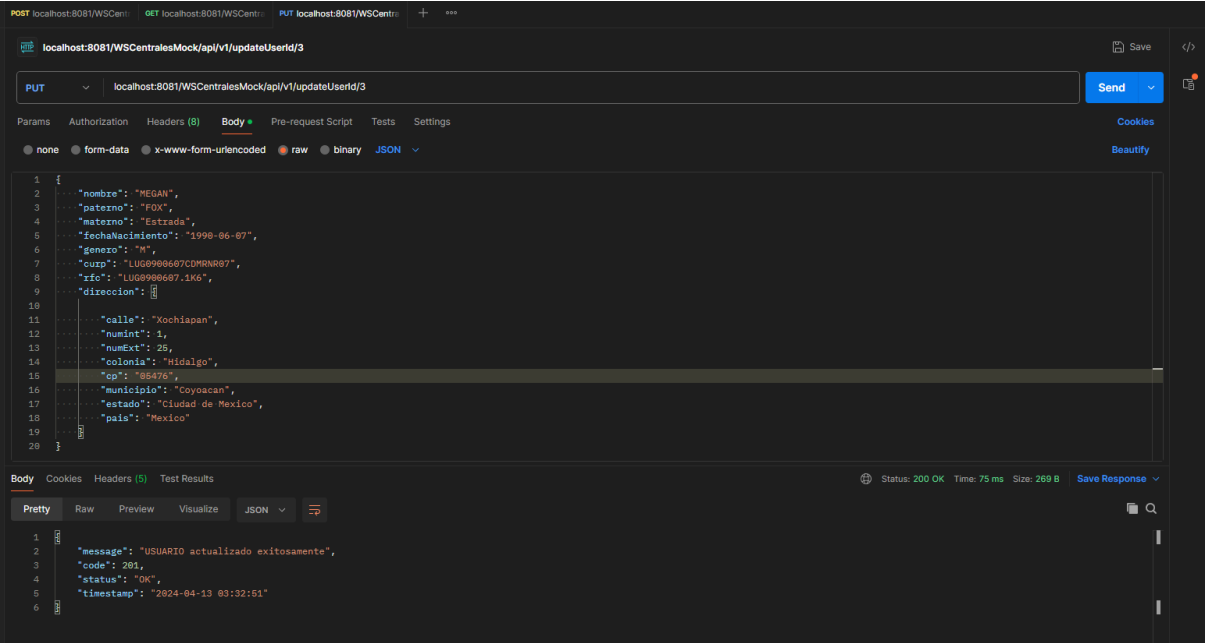 POST localhost:8081/WSCentr GET localhost:8081/WSCentra PUT localhost:8081/WSCentra
HTTP localhost:8081/WSCentralesMock/api/v1/updateUserId/3 Save
PUT localhost:8081/WSCentralesMock/api/v1/updateUserId/3 Send
Params Authorization Headers (8) Body Pre-request Script Tests Settings Cookies
none form-data x-www-form-urlencoded raw binary JSON Beautify
1 {
2 "nombre": "MEGAN",
3 "paterno": "FOX",
4 "materno": "Estrada",
5 "fechaNacimiento": "1990-06-07",
6 "genero": "M",
7 "curp": "LUG0900607CDMRNR07",
8 "rfc": "LUG0900607.1K6",
9 "direccion": {
10
11 "calle": "Xochiapan",
12 "numint": 1,
13 "numExt": 25,
14 "colonia": "Hidalgo",
15 "cp": "05476",
16 "municipio": "Coyoacan",
17 "estado": "Ciudad de Mexico",
18 "pais": "Mexico"
19 }
20 }
Body Cookies Headers (5) Test Results Status: 200 OK Time: 75 ms Size: 269 B Save Response
Pretty Raw Preview Visualize JSON
1 {
2 "message": "USUARIO actualizado exitosamente",
3 "code": 201,
4 "status": "OK",
5 "timestamp": "2024-04-13 03:32:51"
6 }